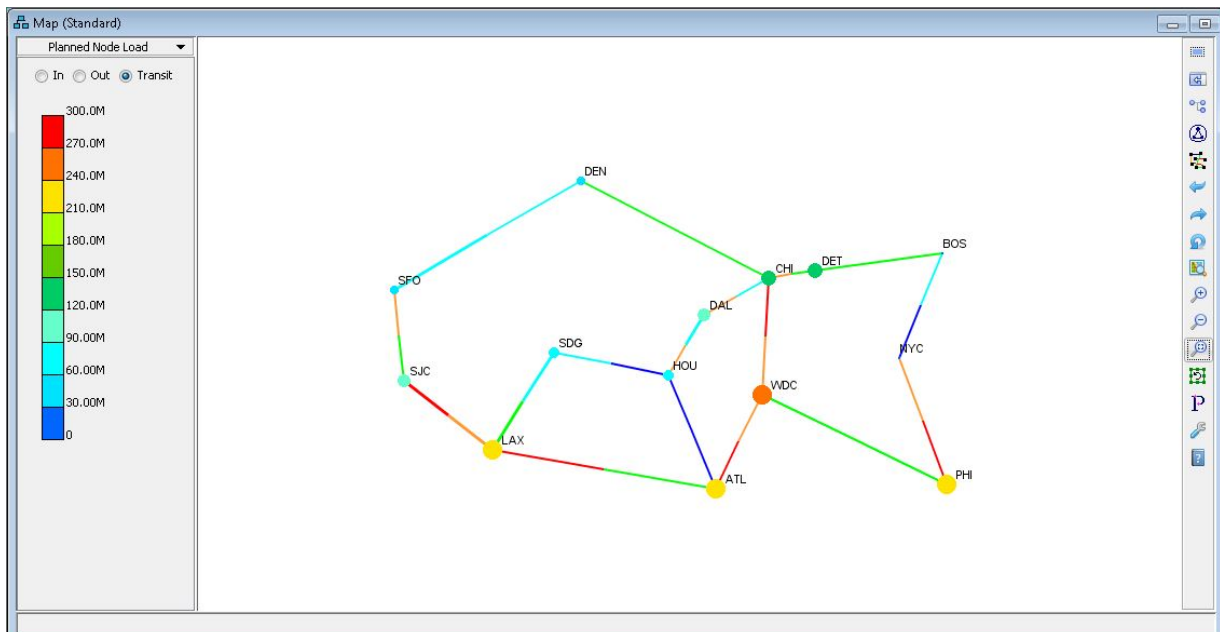 Map (Standard)
Planned Node Load
In Out Transit
300.0M
270.0M
240.0M
210.0M
180.0M
150.0M
120.0M
90.00M
60.00M
30.00M
0
DEN
BOS
DET
CHI
SFO
DAL
SDG
NYC
HOU
SJC
WDC
LAX
ATL
PHI
P
?